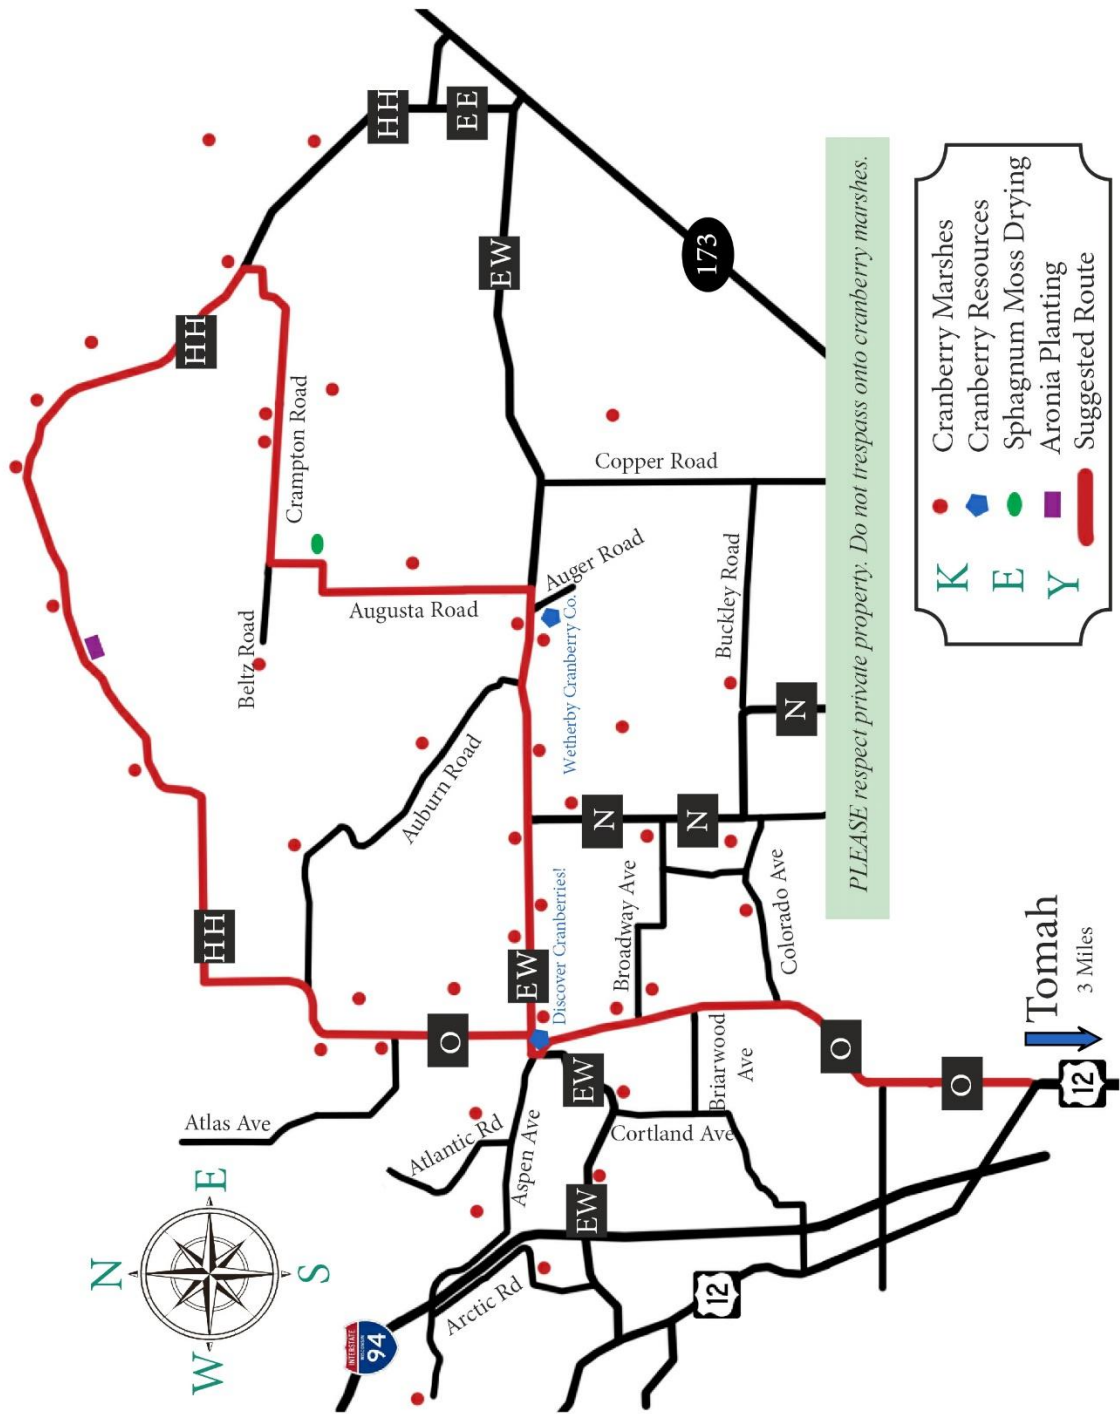 N
W
E
S
INTERSTATE
WISCONSIN
94
Arctic Rd
12
Atlas Ave
Atlantic Rd
Aspen Ave
EW
EW
Cortland Ave
Briarwood
Ave
O
O
O
12
Tomah
3 Miles
HH
EW
Discover Cranberries!
Broadway Ave
Colorado Ave
N
N
N
Auburn Road
Wetherby Cranberry Co.
Buckley Road
Beltz Road
Augusta Road
Auger Road
Crampton Road
Copper Road
HH
EW
HH
EE
173
PLEASE respect private property. Do not trespass onto cranberry marshes.
KEY
Cranberry Marshes
Cranberry Resources
Sphagnum Moss Drying
Aronia Planting
Suggested Route